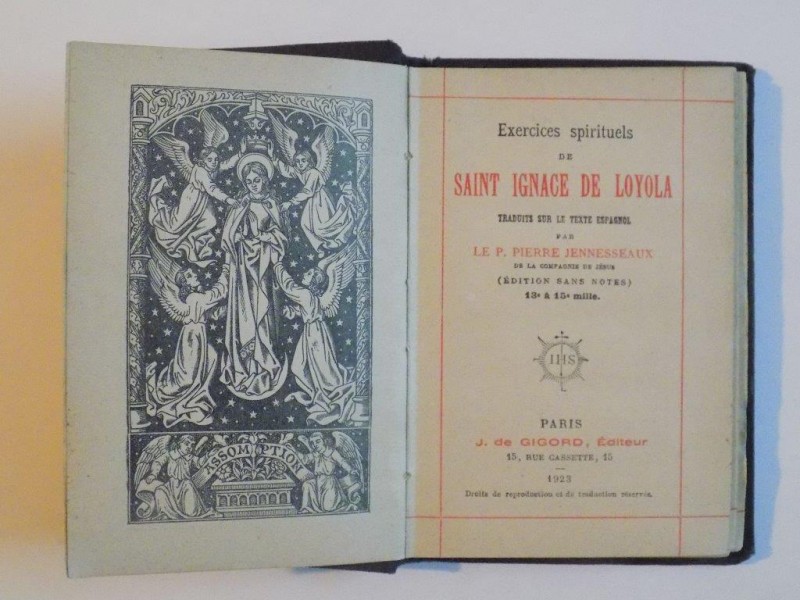 ASSOMPTION
Exercices spirituels
DE
SAINT IGNACE DE LOYOLA
TRADUITS SUR LE TEXTE ESPAGNOL
PAR
LE P. PIERRE JENNESSEAUX
DE LA COMPAGNIE DE JÉSUS
(ÉDITION SANS NOTES)
13e à 15e mille.
IHS
PARIS
J. de GIGORD, Éditeur
15, RUE CASSETTE, 15
1923
Droits de reproduction et de traduction réservés.